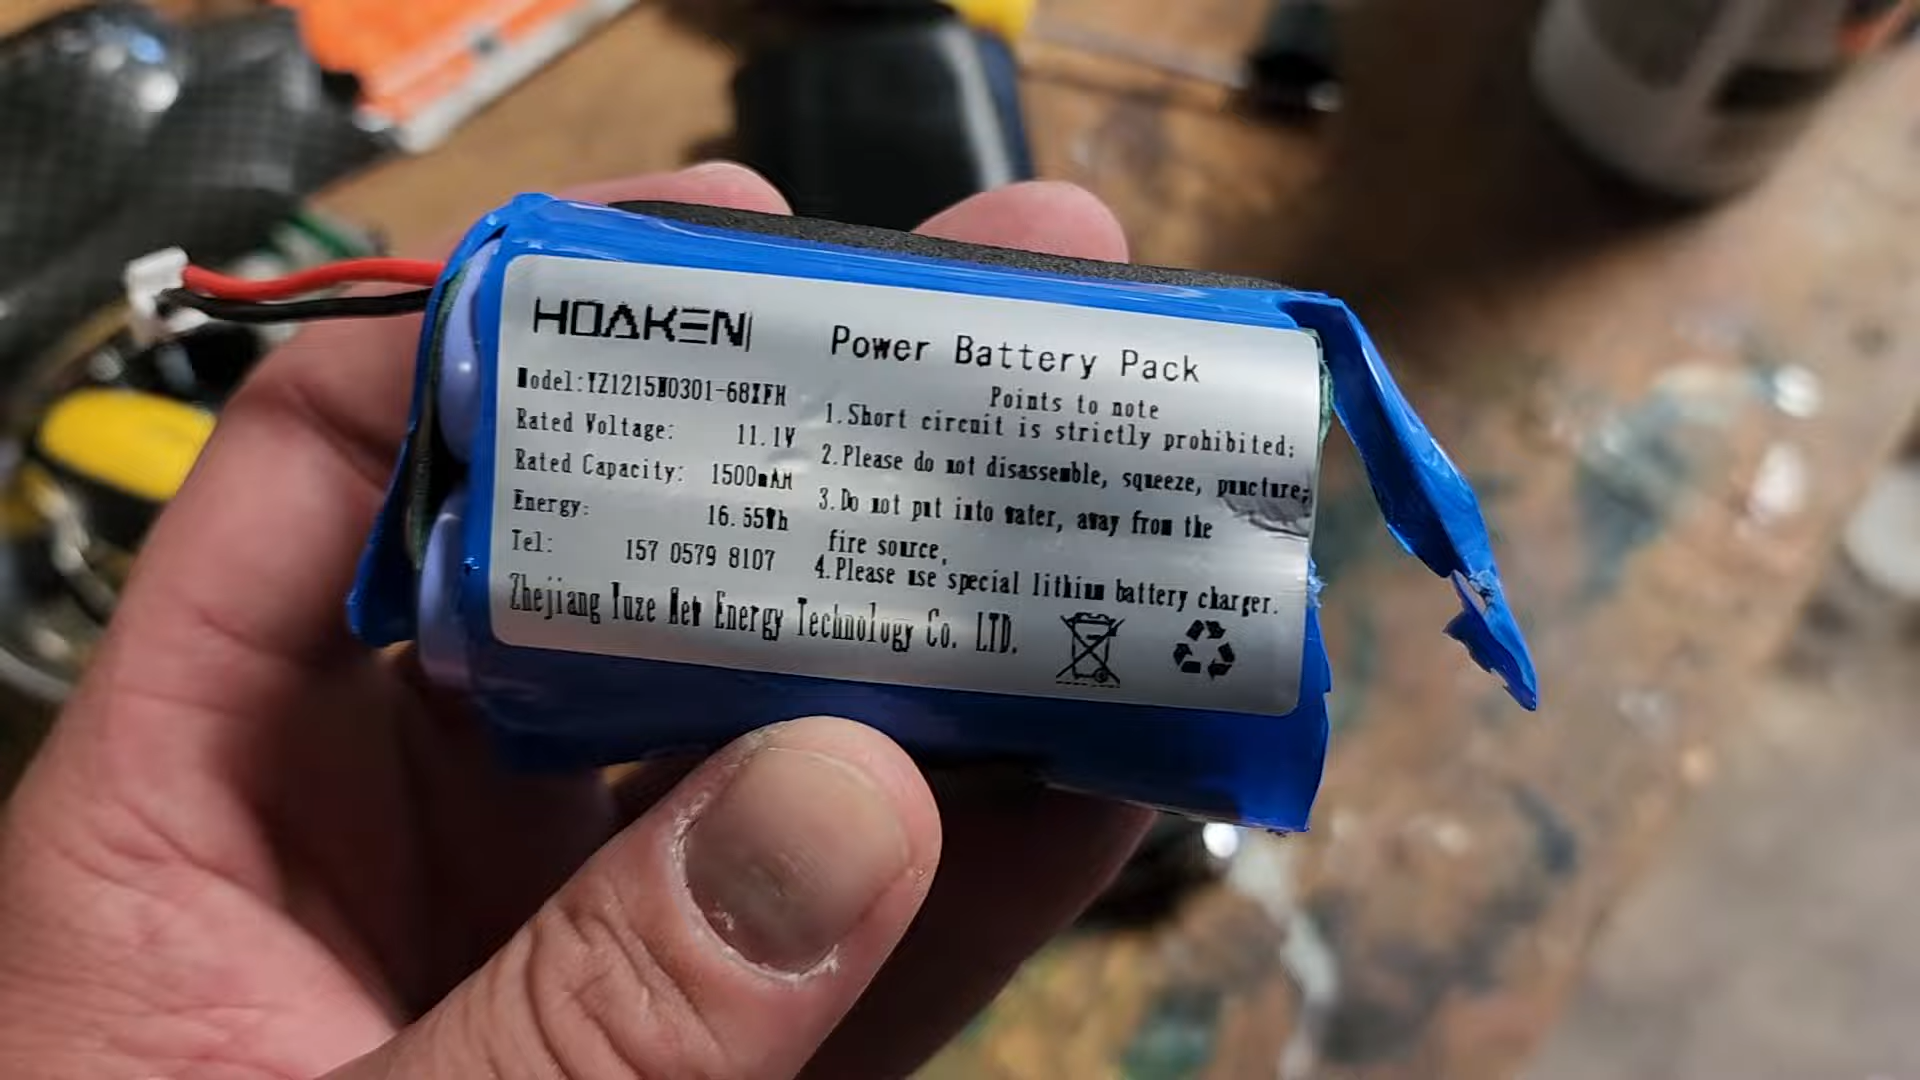 HOAKEN
Power Battery Pack
Model:YZ1215W0301-68YFH
Rated Voltage: 11.1V
Rated Capacity: 1500mAH
Energy: 16.55Wh
Tel: 157 0579 8107
Points to note
1.Short circuit is strictly prohibited;
2.Please do not disassemble, squeeze, puncture;
3.Do not put into water, away from the
fire source.
4.Please use special lithium battery charger.
Zhejiang Yuze New Energy Technology Co. LTD.